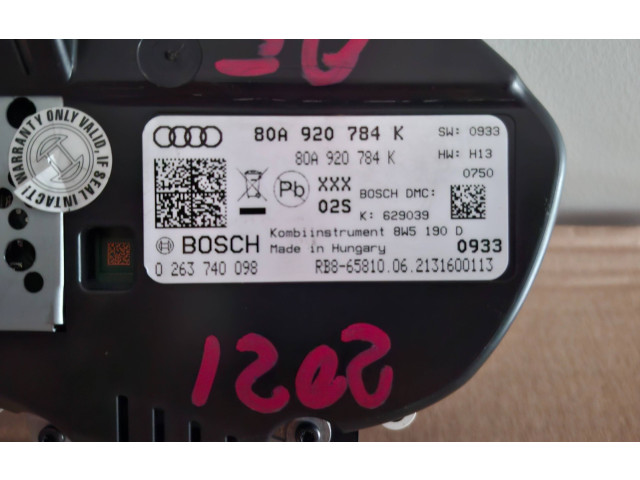 WARRANTY ONLY VALID, IF SEAL INTACT!
80A 920 784 K SW: 0933
80A 920 784 K HW: H13
0750
Pb XXX BOSCH DMC:
02S K: 629039
Kombiinstrument 8W5 190 D
BOSCH Made in Hungary 0933
0 263 740 098 RB8-65810.06.2131600113